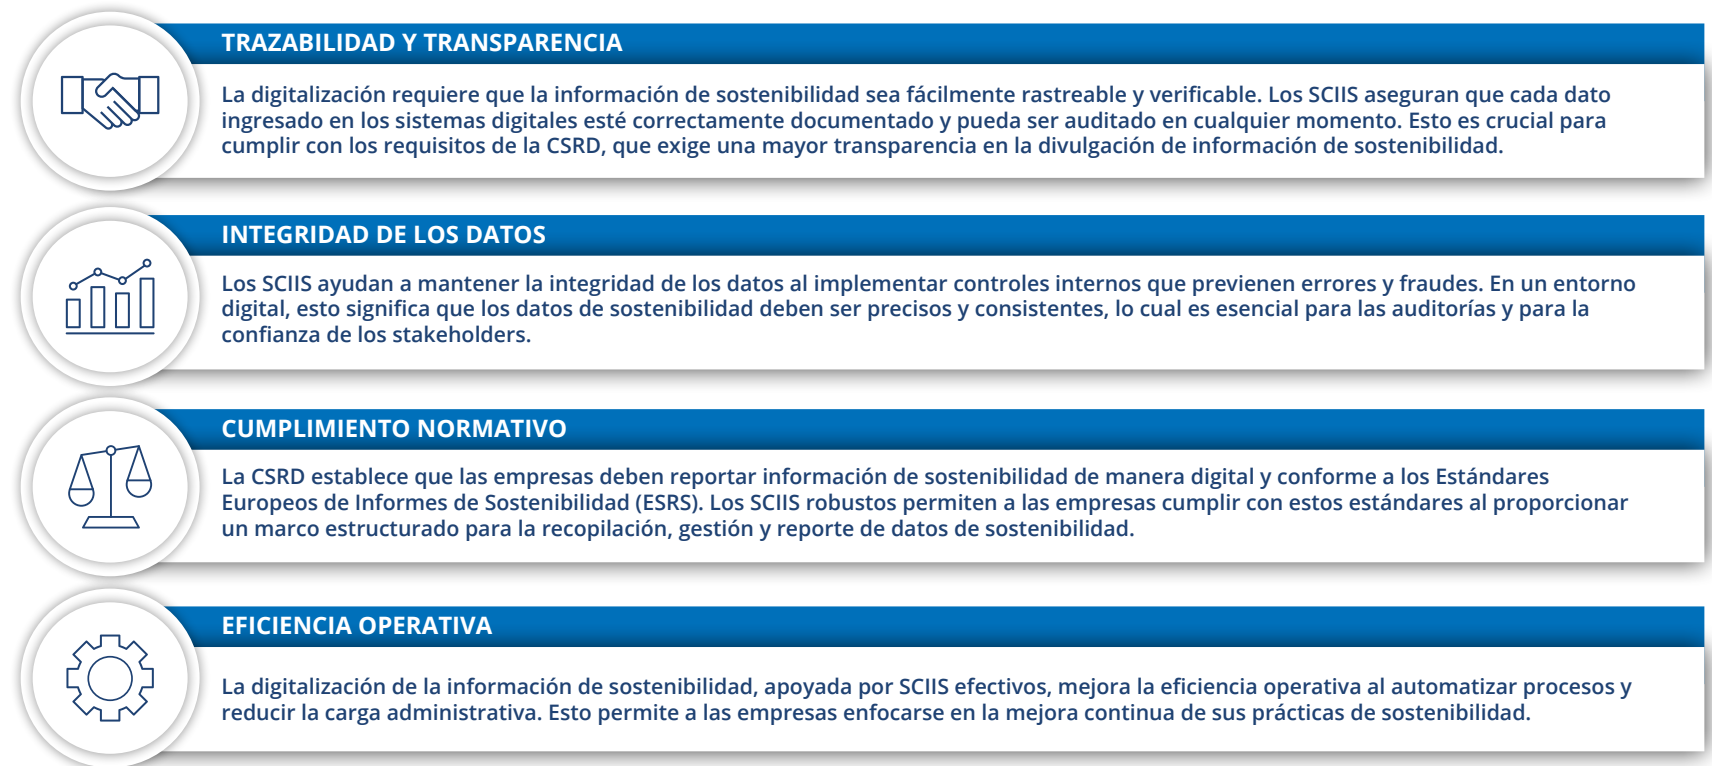 TRAZABILIDAD Y TRANSPARENCIA
La digitalización requiere que la información de sostenibilidad sea fácilmente rastreable y verificable. Los SCIIS aseguran que cada dato
ingresado en los sistemas digitales esté correctamente documentado y pueda ser auditado en cualquier momento. Esto es crucial para
cumplir con los requisitos de la CSRD, que exige una mayor transparencia en la divulgación de información de sostenibilidad.
INTEGRIDAD DE LOS DATOS
Los SCIIS ayudan a mantener la integridad de los datos al implementar controles internos que previenen errores y fraudes. En un entorno
digital, esto significa que los datos de sostenibilidad deben ser precisos y consistentes, lo cual es esencial para las auditorías y para la
confianza de los stakeholders.
CUMPLIMIENTO NORMATIVO
La CSRD establece que las empresas deben reportar información de sostenibilidad de manera digital y conforme a los Estándares
Europeos de Informes de Sostenibilidad (ESRS). Los SCIIS robustos permiten a las empresas cumplir con estos estándares al proporcionar
un marco estructurado para la recopilación, gestión y reporte de datos de sostenibilidad.
EFICIENCIA OPERATIVA
La digitalización de la información de sostenibilidad, apoyada por SCIIS efectivos, mejora la eficiencia operativa al automatizar procesos y
reducir la carga administrativa. Esto permite a las empresas enfocarse en la mejora continua de sus prácticas de sostenibilidad.